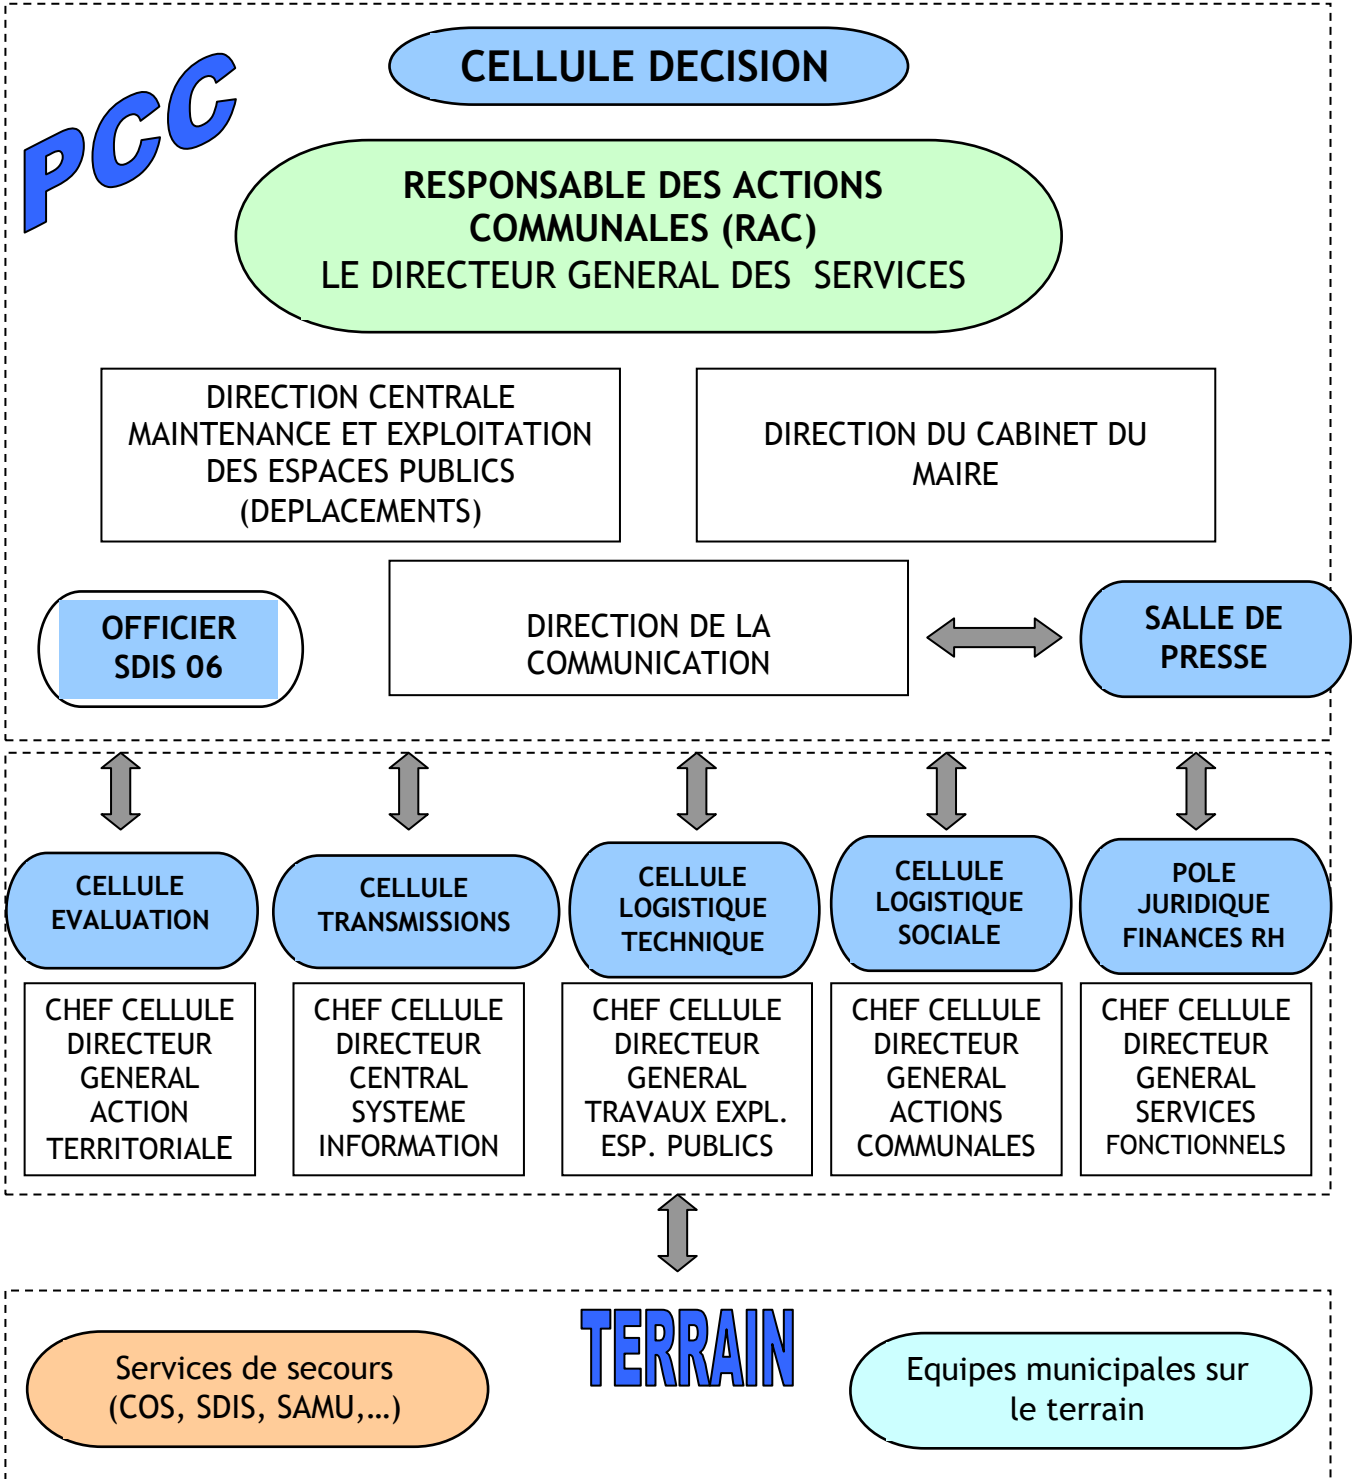 PCC
CELLULE DECISION
RESPONSABLE DES ACTIONS
COMMUNALES (RAC)
LE DIRECTEUR GENERAL DES SERVICES
DIRECTION CENTRALE
MAINTENANCE ET EXPLOITATION
DES ESPACES PUBLICS
(DEPLACEMENTS)
DIRECTION DU CABINET DU
MAIRE
OFFICIER
SDIS 06
DIRECTION DE LA
COMMUNICATION
SALLE DE
PRESSE
CELLULE
EVALUATION
CELLULE
TRANSMISSIONS
CELLULE
LOGISTIQUE
TECHNIQUE
CELLULE
LOGISTIQUE
SOCIALE
POLE
JURIDIQUE
FINANCES RH
CHEF CELLULE
DIRECTEUR
GENERAL
ACTION
TERRITORIALE
CHEF CELLULE
DIRECTEUR
CENTRAL
SYSTEME
INFORMATION
CHEF CELLULE
DIRECTEUR
GENERAL
TRAVAUX EXPL.
ESP. PUBLICS
CHEF CELLULE
DIRECTEUR
GENERAL
ACTIONS
COMMUNALES
CHEF CELLULE
DIRECTEUR
GENERAL
SERVICES
FONCTIONNELS
TERRAIN
Services de secours
(COS, SDIS, SAMU,…)
Equipes municipales sur
le terrain